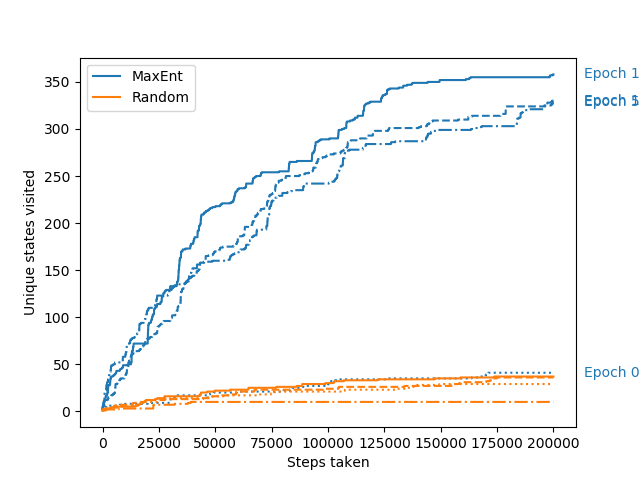 MaxEnt
Random
Epoch 1
Epoch
Epoch 0
350
300
250
200
150
100
50
0
Unique states visited
0 25000 50000 75000 100000 125000 150000 175000 200000
Steps taken